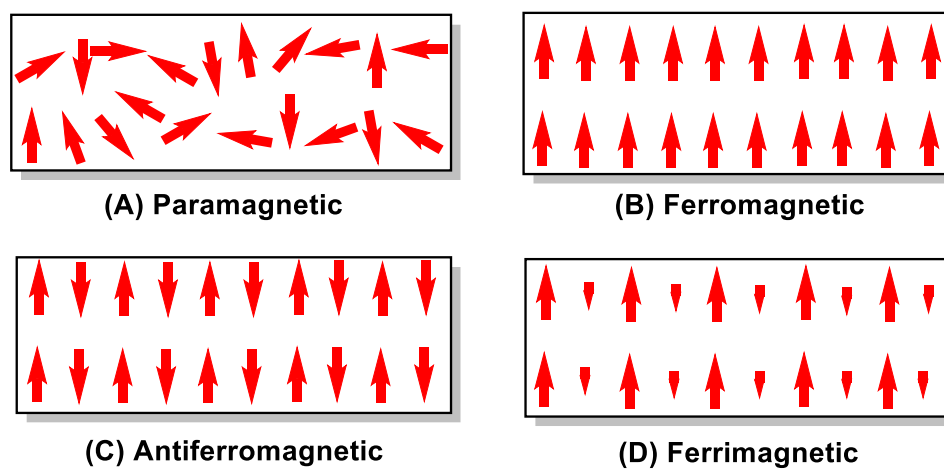 (A) Paramagnetic
(B) Ferromagnetic
(C) Antiferromagnetic
(D) Ferrimagnetic